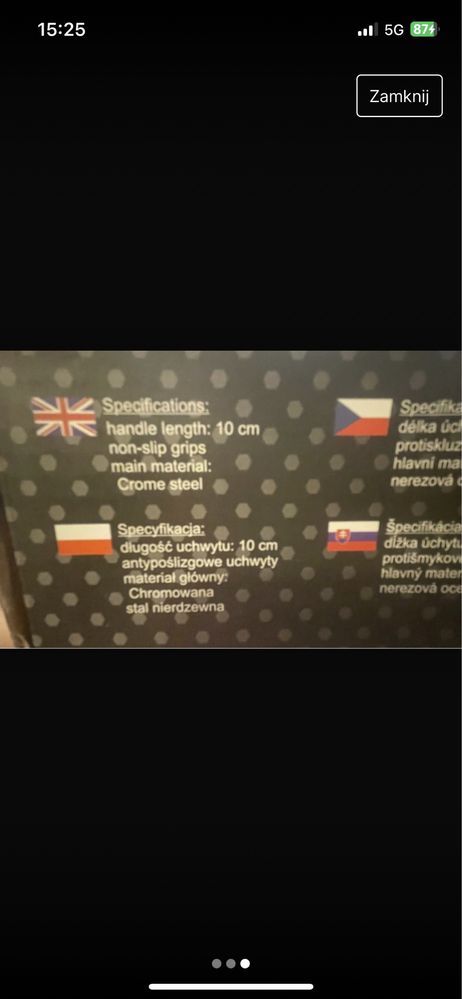 15:25
5G
87
Zamknij
Specifications:
handle length: 10 cm
non-slip grips
main material:
Crome steel
Specifika
délka úch
protiskluz
hlavní ma
nerezová o
Specyfikacja:
długość uchwytu: 10 cm
antypoślizgowe uchwyty
materiał główny:
Chromowana
stal nierdzewna
Špecifikácia
dĺžka úchytu
protišmykov
hlavný mater
nerezová oce